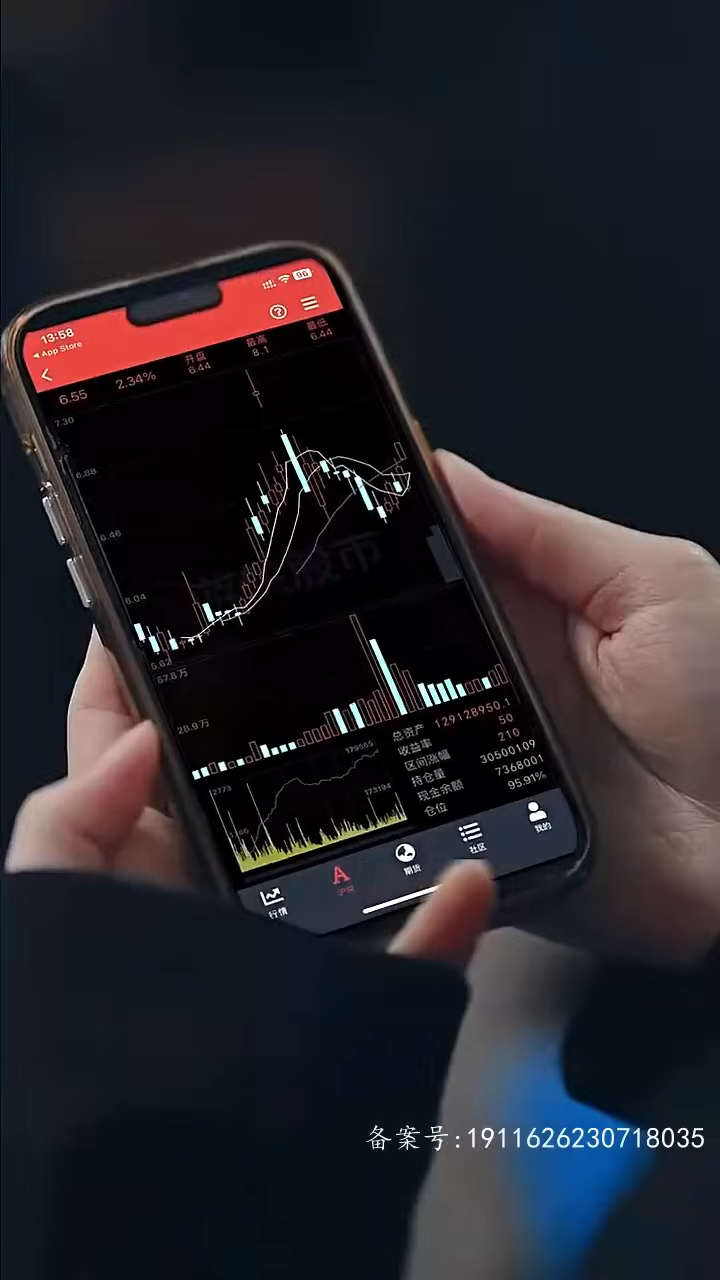 13:58
96
App Store
6.55
2.34%
开盘
6.44
最高
8.1
最低
6.44
7.30
6.88
6.46
6.04
5.62
57.8万
28.9万
股市
179565
2773
173194
总资产 129128950.1
收益率 50
区间涨幅 210
持仓量 30500109
现金余额 7368001
仓位 95.91%
行情
A
沪深
期货
社区
我的
备案号:1911626230718035